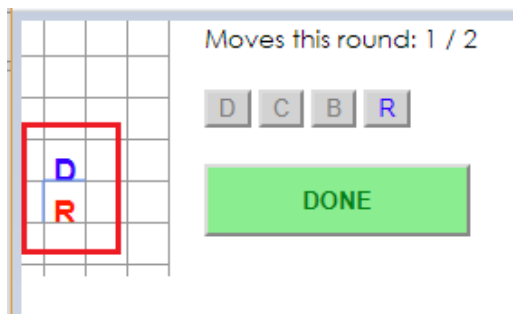 Moves this round: 1 / 2
D C B R
D
R
DONE